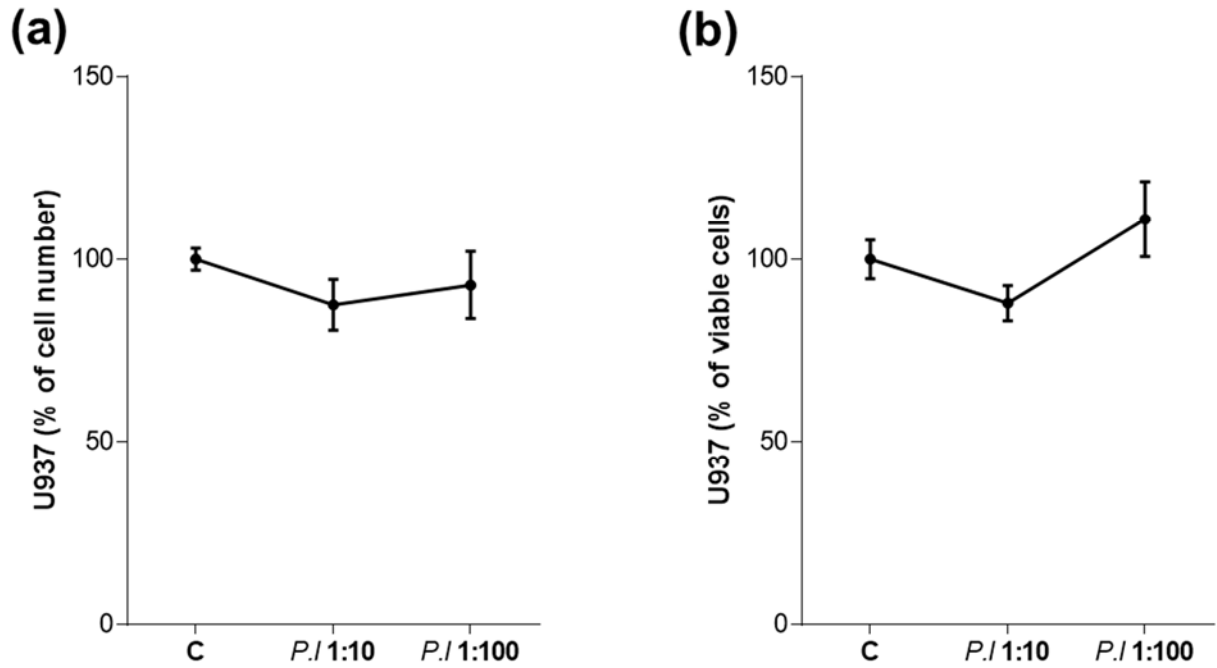 (a)
U937 (% of cell number)
150
100
50
0
C
P.l 1:10
P.l 1:100
(b)
U937 (% of viable cells)
150
100
50
0
C
P.l 1:10
P.l 1:100